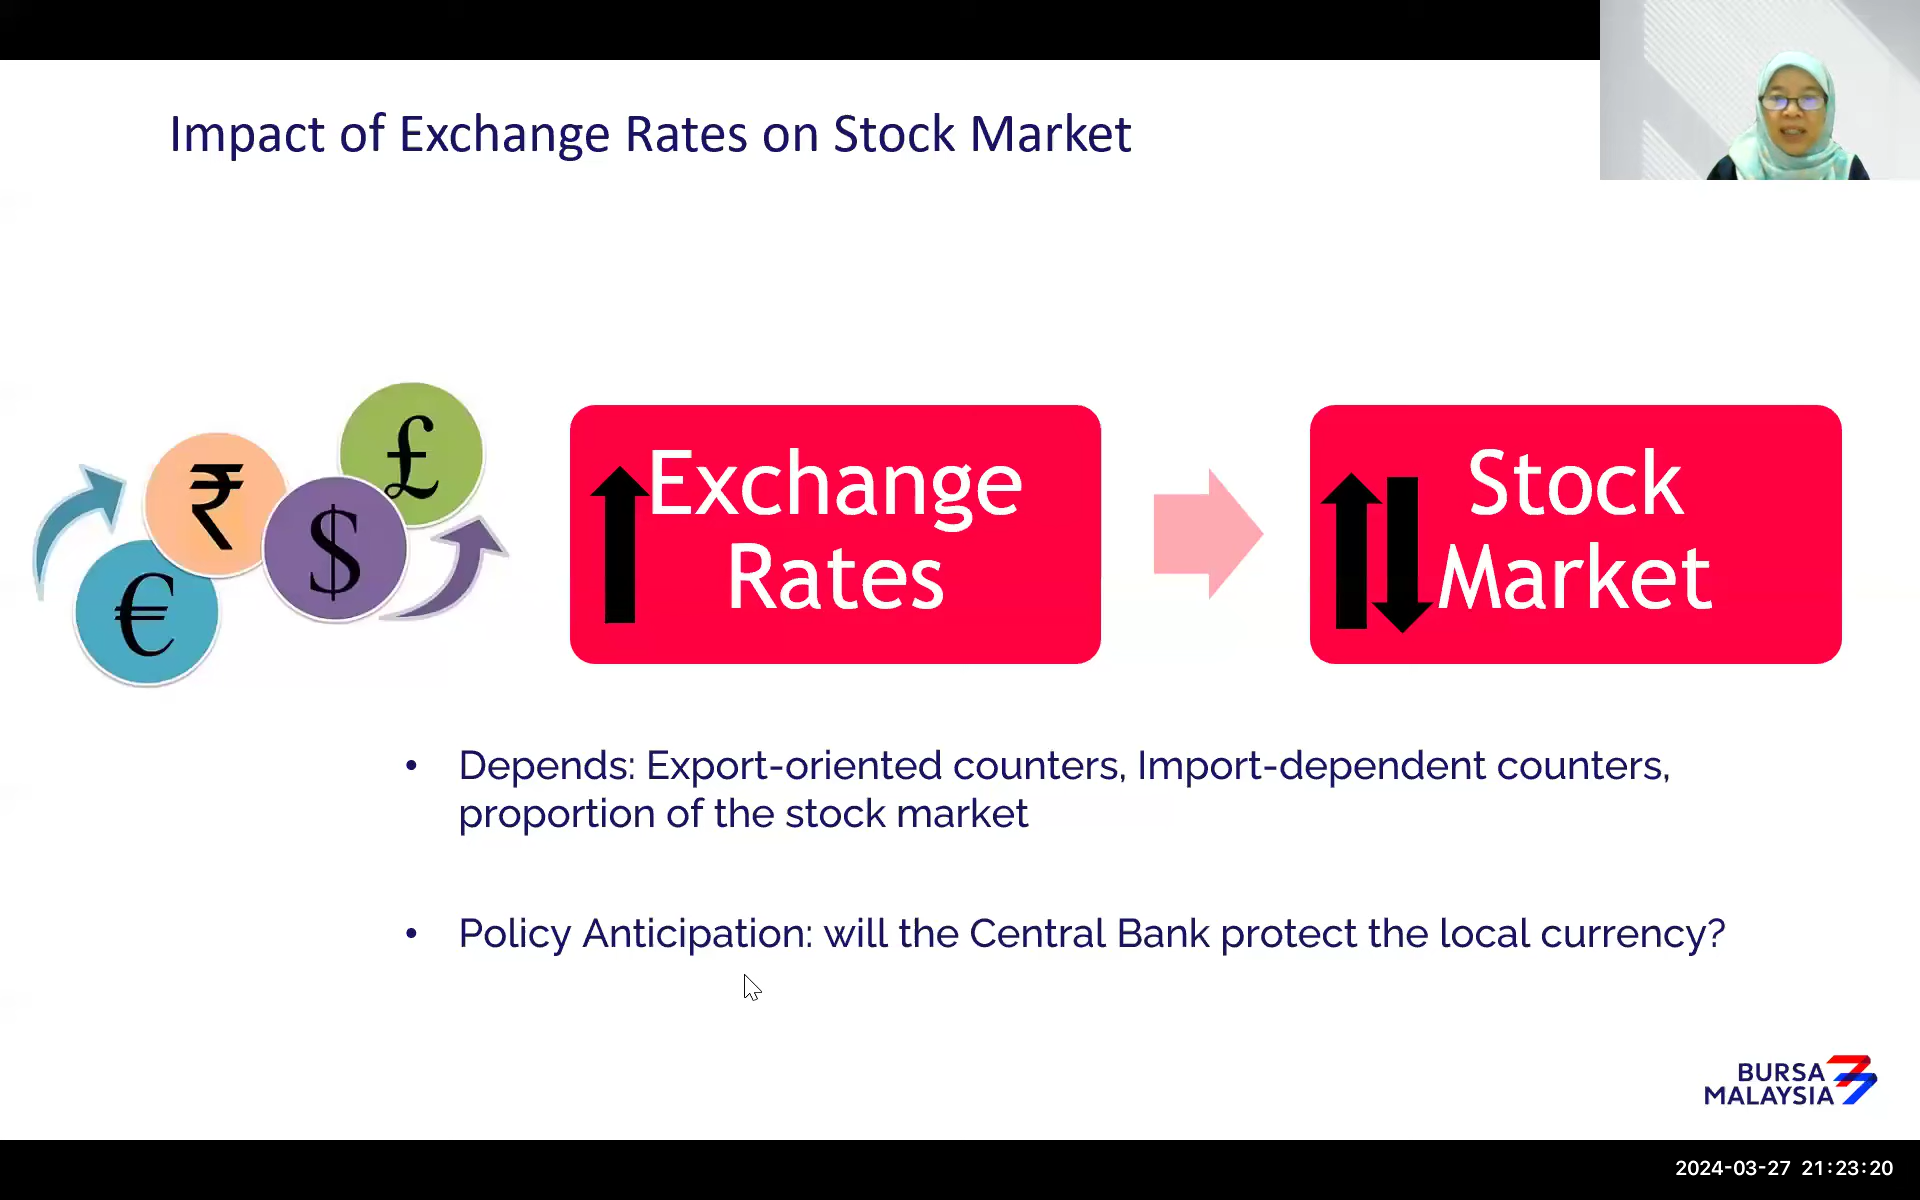 Impact of Exchange Rates on Stock Market
£
₹
$
€
Exchange
Rates
Stock
Market
• Depends: Export-oriented counters, Import-dependent counters,
proportion of the stock market
• Policy Anticipation: will the Central Bank protect the local currency?
BURSA
MALAYSIA
2024-03-27 21:23:20